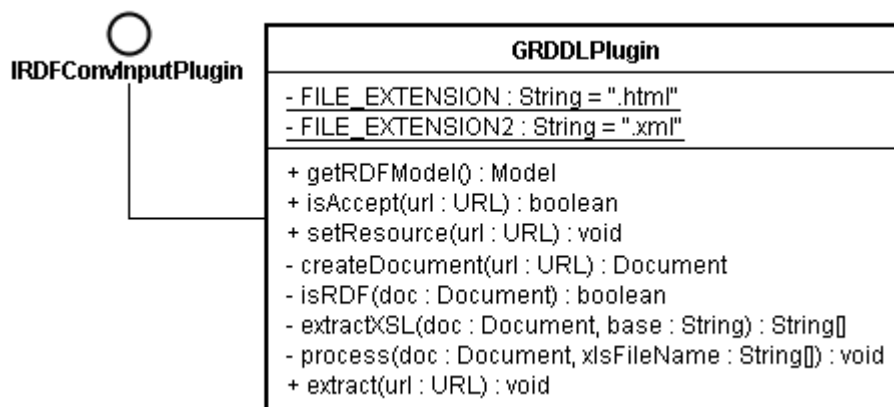 IRDFConvInputPlugin
GRDDLPlugin
- FILE_EXTENSION : String = ".html"
- FILE_EXTENSION2 : String = ".xml"
+ getRDFModel() : Model
+ isAccept(url : URL) : boolean
+ setResource(url : URL) : void
- createDocument(url : URL) : Document
- isRDF(doc : Document) : boolean
- extractXSL(doc : Document, base : String) : String[]
- process(doc : Document, xlsFileName : String[]) : void
+ extract(url : URL) : void